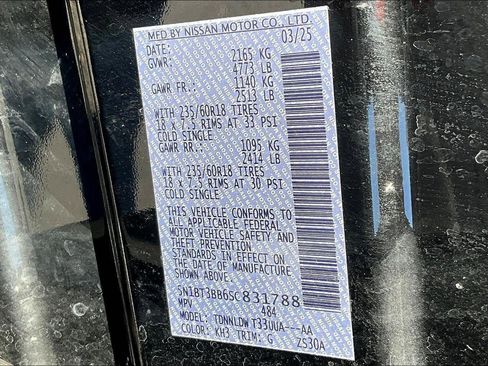 MFD BY NISSAN MOTOR CO., LTD.
DATE: 03/25
GVWR: 2165 KG
4773 LB
GAWR FR.: 1140 KG
2513 LB
WITH 235/60R18 TIRES
18 x 7.5 RIMS AT 33 PSI
COLD SINGLE
GAWR RR.: 1095 KG
2414 LB
WITH 235/60R18 TIRES
18 x 7.5 RIMS AT 30 PSI
COLD SINGLE
THIS VEHICLE CONFORMS TO
ALL APPLICABLE FEDERAL
MOTOR VEHICLE SAFETY AND
THEFT PREVENTION
STANDARDS IN EFFECT ON
THE DATE OF MANUFACTURE
SHOWN ABOVE.
5N1BT3BB6SC831788
MPV 484
MODEL: TDNNLDW T33UUA---AA
COLOR: KH3 TRIM: G ZS30A